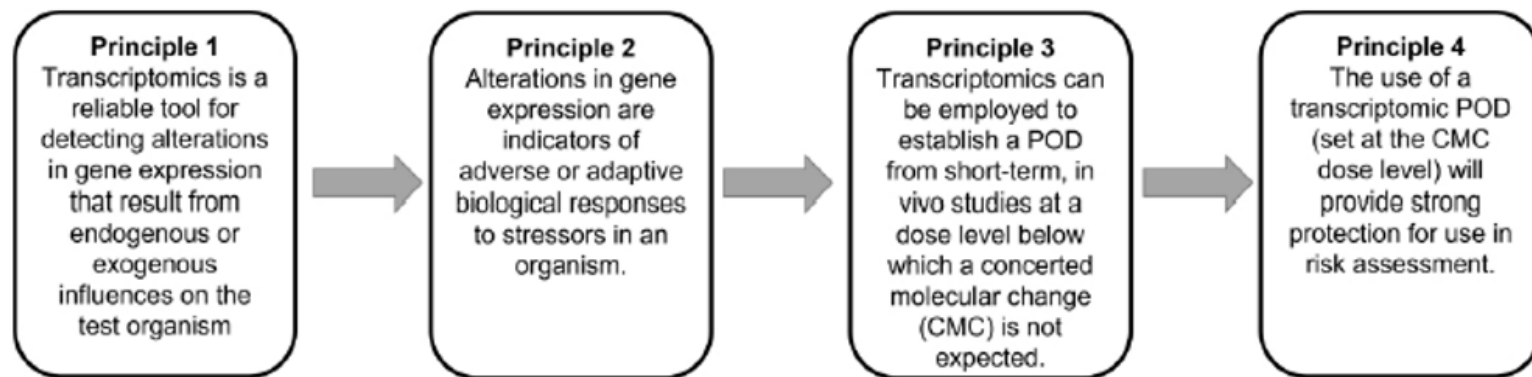 Principle 1
Transcriptomics is a
reliable tool for
detecting alterations
in gene expression
that result from
endogenous or
exogenous
influences on the
test organism
Principle 2
Alterations in gene
expression are
indicators of
adverse or adaptive
biological responses
to stressors in an
organism.
Principle 3
Transcriptomics can
be employed to
establish a POD
from short-term, in
vivo studies at a
dose level below
which a concerted
molecular change
(CMC) is not
expected.
Principle 4
The use of a
transcriptomic POD
(set at the CMC
dose level) will
provide strong
protection for use in
risk assessment.